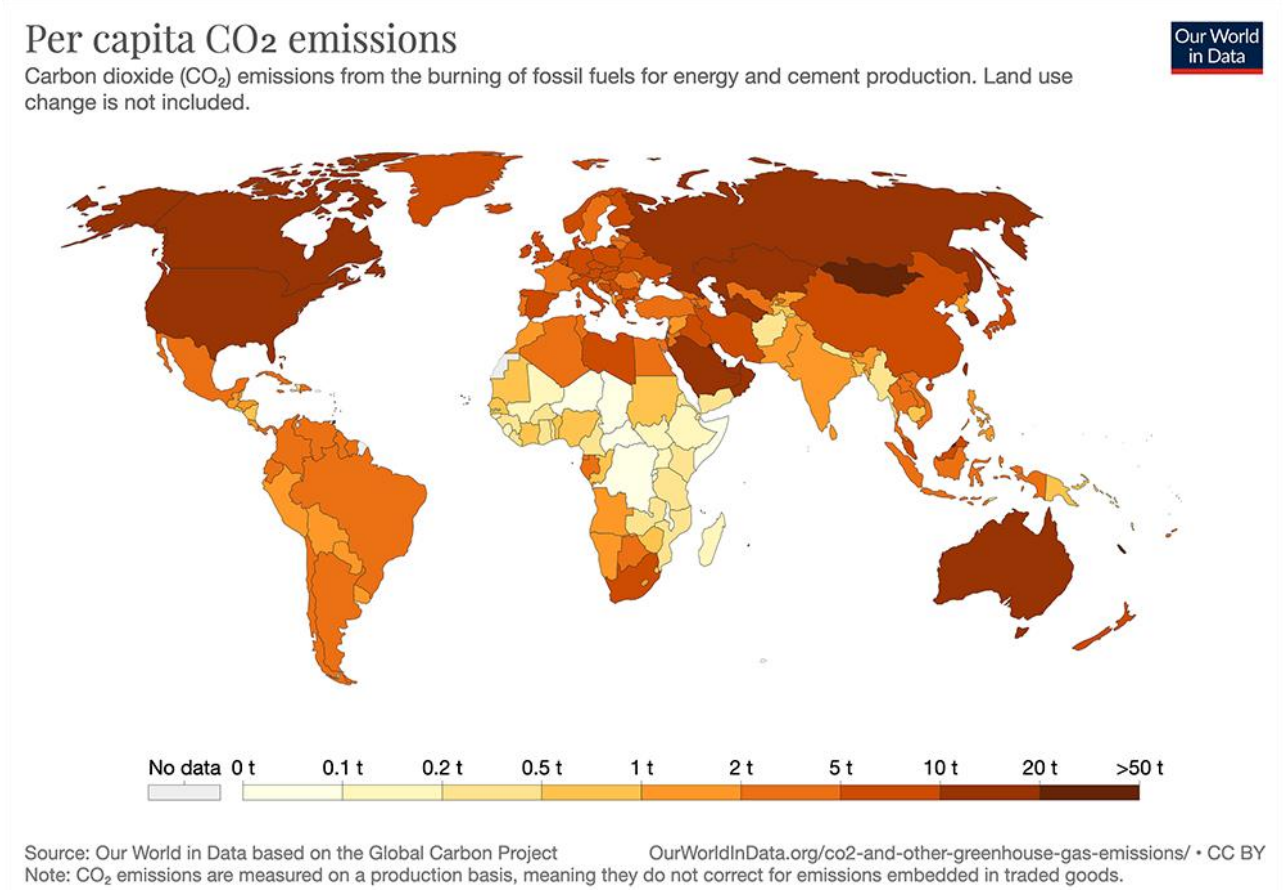 Per capita CO2 emissions
Our World
in Data
Carbon dioxide (CO₂) emissions from the burning of fossil fuels for energy and cement production. Land use
change is not included.
No data 0 t 0.1 t 0.2 t 0.5 t 1 t 2 t 5 t 10 t 20 t >50 t
Source: Our World in Data based on the Global Carbon Project OurWorldInData.org/co2-and-other-greenhouse-gas-emissions/ • CC BY
Note: CO₂ emissions are measured on a production basis, meaning they do not correct for emissions embedded in traded goods.